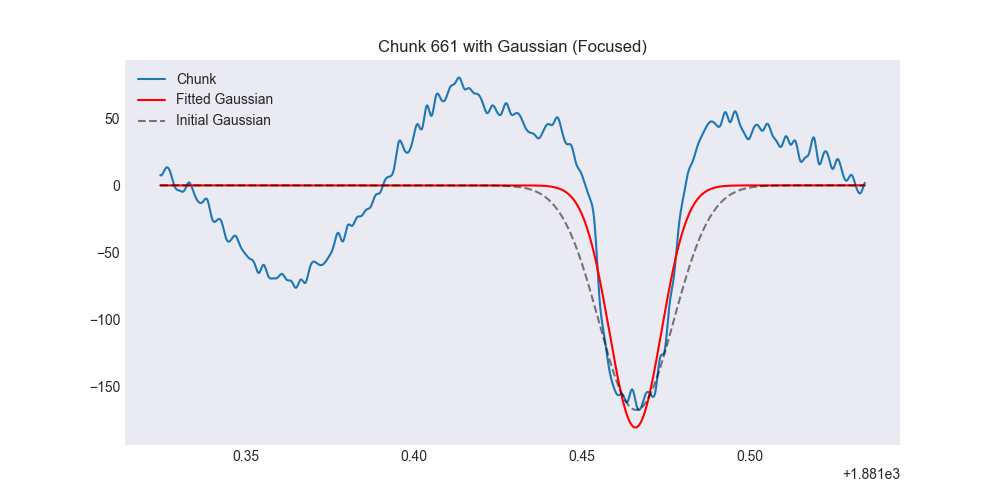 Chunk 661 with Gaussian (Focused)
Chunk
Fitted Gaussian
Initial Gaussian
50
0
−50
−100
−150
0.35 0.40 0.45 0.50
+1.881e3